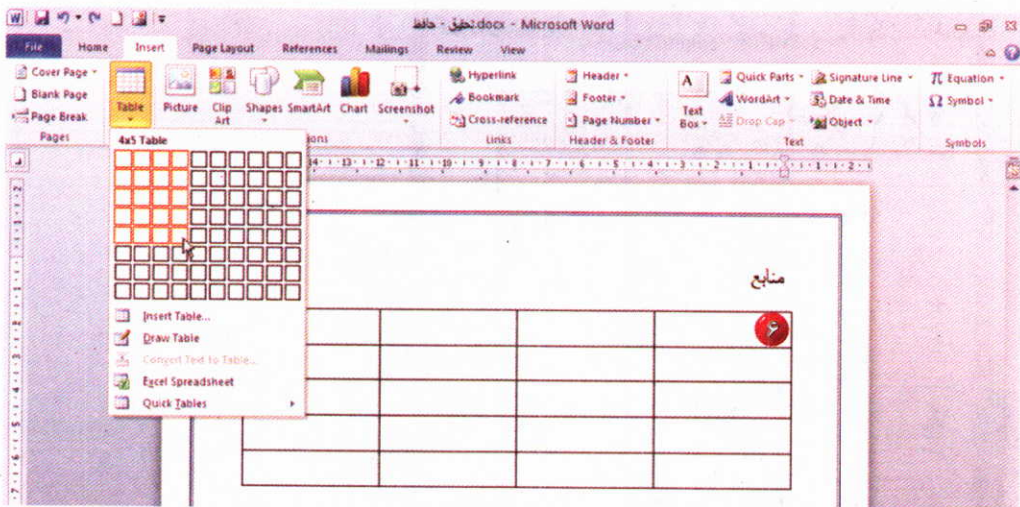 W
تحقیق - حافظ.docx - Microsoft Word
File Home Insert Page Layout References Mailings Review View
Cover Page
Blank Page
Page Break
Pages
Table
Picture
Clip Art
Shapes
SmartArt
Chart
Screenshot
ions
Hyperlink
Bookmark
Cross-reference
Links
Header
Footer
Page Number
Header & Footer
A
Text Box
Quick Parts
WordArt
Drop Cap
Signature Line
Date & Time
Object
Text
π Equation
Ω Symbol
Symbols
4x5 Table
Insert Table...
Draw Table
Convert Text to Table...
Excel Spreadsheet
Quick Tables
منابع
۶